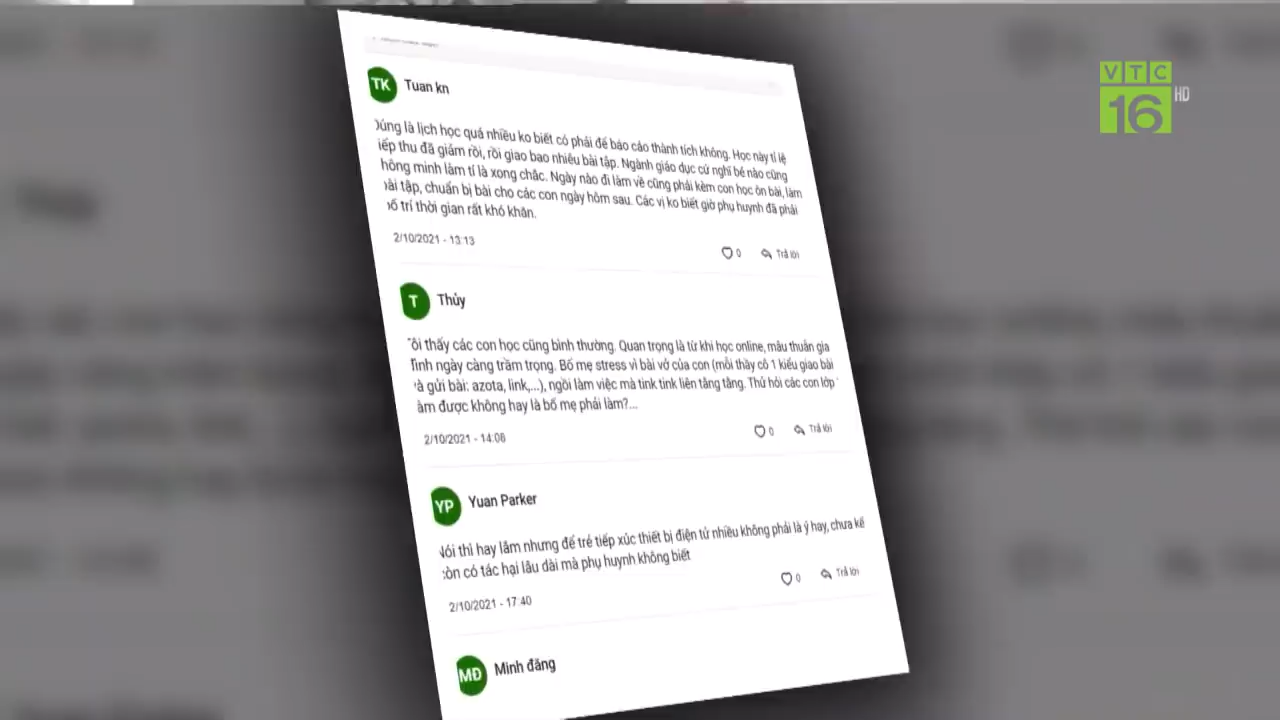 VTC
16
HD
TK
Tuan kn
Đúng là lịch học quá nhiều ko biết có phải để báo cáo thành tích không. Học này tỉ lệ
iếp thu đã giảm rồi, rồi giao bao nhiêu bài tập. Ngành giáo dục cứ nghĩ bé nào cũng
hông minh làm tí là xong chắc. Ngày nào đi làm về cũng phải kèm con học ôn bài, làm
bài tập, chuẩn bị bài cho các con ngày hôm sau. Các vị ko biết giờ phụ huynh đã phải
bố trí thời gian rất khó khăn.
2/10/2021 - 13:13
0
Trả lời
T
Thủy
Tôi thấy các con học cũng bình thường. Quan trọng là từ khi học online, mâu thuẫn gia
đình ngày càng trầm trọng. Bố mẹ stress vì bài vở của con (mỗi thầy cô 1 kiểu giao bài
và gửi bài: azota, link,...), ngồi làm việc mà tink tink liên tằng tằng. Thử hỏi các con lớp
àm được không hay là bố mẹ phải làm?...
2/10/2021 - 14:06
0
Trả lời
YP
Yuan Parker
Nói thì hay lắm nhưng để trẻ tiếp xúc thiết bị điện tử nhiều không phải là ý hay, chưa kể
còn có tác hại lâu dài mà phụ huynh không biết
2/10/2021 - 17:40
0
Trả lời
MĐ
Minh đăng